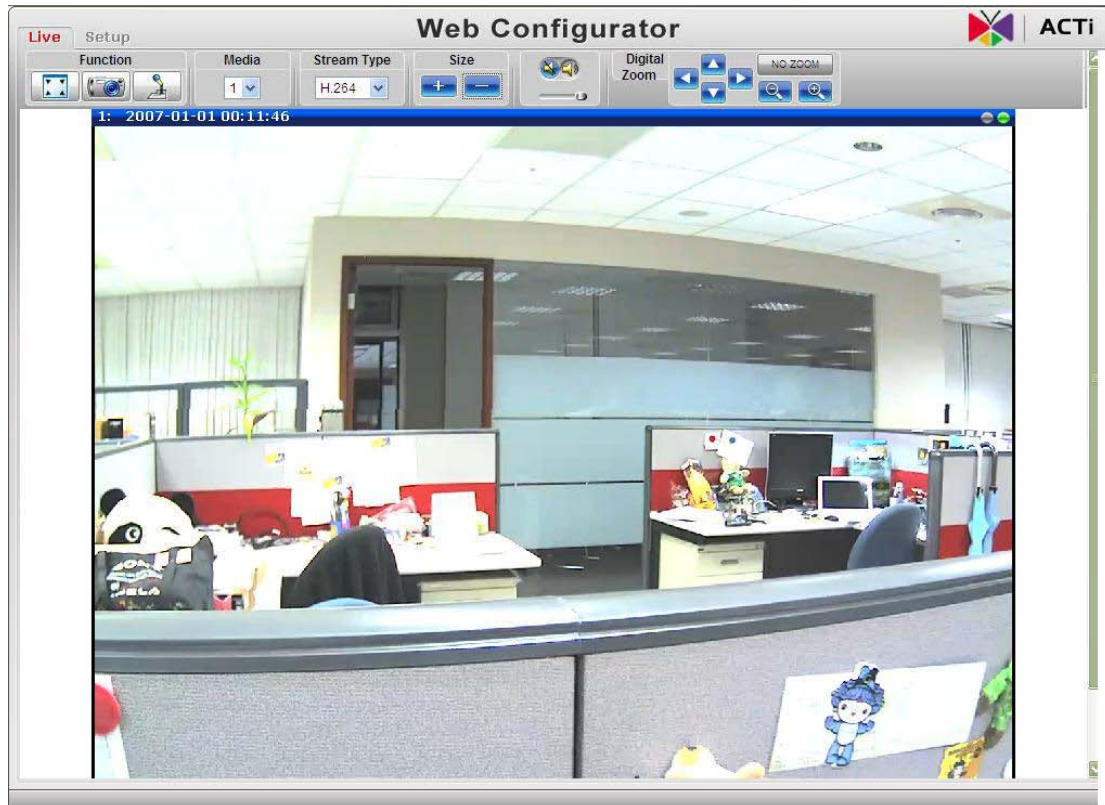 Live
Setup
Web Configurator
ACTi
Function
Media
Stream Type
Size
Digital Zoom
NO ZOOM
1
H.264
1: 2007-01-01 00:11:46